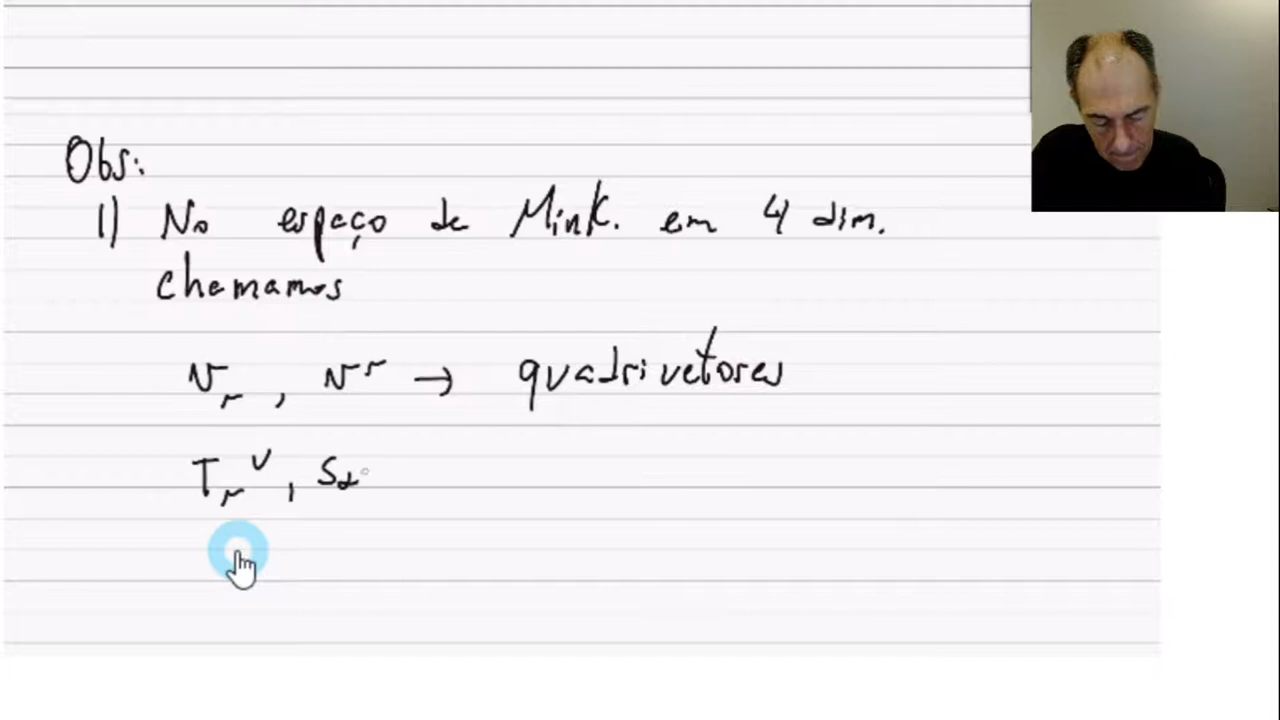 Obs:
1) No espaço de Mink. em 4 dim.
chamamos
v_μ , v^μ → quadrivetores
T_μ^ν , S_α